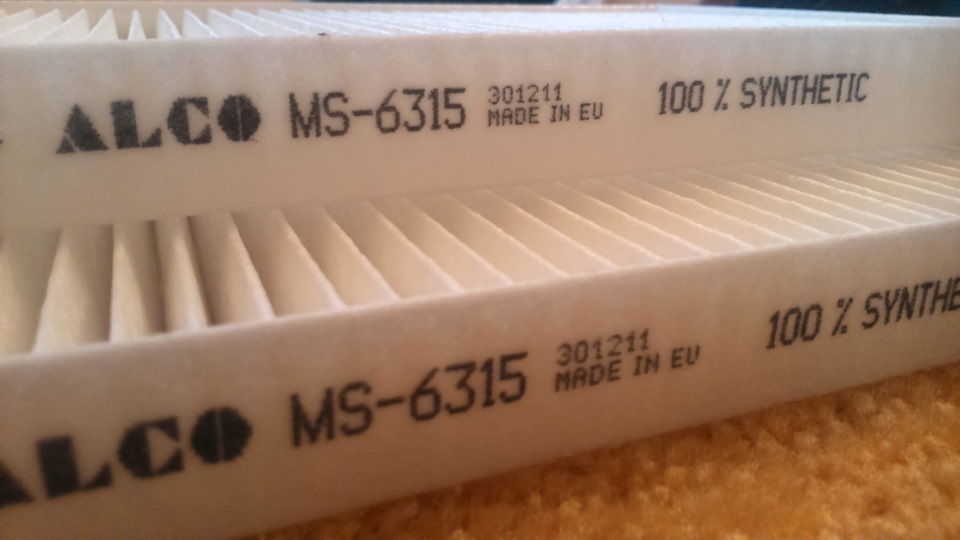 ALCO MS-6315 301211 MADE IN EU 100 % SYNTHETIC
ALCO MS-6315 301211 MADE IN EU 100 % SYNTHE